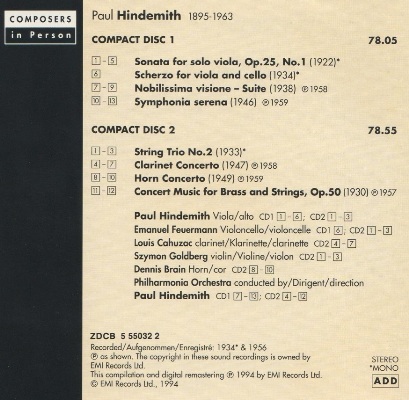 COMPOSERS
in Person
Paul Hindemith 1895-1963
COMPACT DISC 1 78.05
1 - 5 Sonata for solo viola, Op.25, No.1 (1922)*
6 Scherzo for viola and cello (1934)*
7 - 9 Nobilissima visione – Suite (1938) ℗ 1958
10 - 13 Symphonia serena (1946) ℗ 1959
COMPACT DISC 2 78.55
1 - 3 String Trio No.2 (1933)*
4 - 7 Clarinet Concerto (1947) ℗ 1958
8 - 10 Horn Concerto (1949) ℗ 1959
11 - 12 Concert Music for Brass and Strings, Op.50 (1930) ℗ 1957
Paul Hindemith Viola/alto CD1 1 - 6; CD2 1 - 3
Emanuel Feuermann Violoncello/violoncelle CD1 6; CD2 1 - 3
Louis Cahuzac clarinet/Klarinette/clarinette CD2 4 - 7
Szymon Goldberg violin/Violine/violon CD2 1 - 3
Dennis Brain Horn/cor CD2 8 - 10
Philharmonia Orchestra conducted by/Dirigent/direction
Paul Hindemith CD1 7 - 13; CD2 4 - 12
ZDCB 5 55032 2
Recorded/Aufgenommen/Enregistré: 1934* & 1956
℗ as shown. The copyright in these sound recordings is owned by
EMI Records Ltd.
This compilation and digital remastering ℗ 1994 by EMI Records Ltd.
© EMI Records Ltd., 1994
STEREO
*MONO
ADD